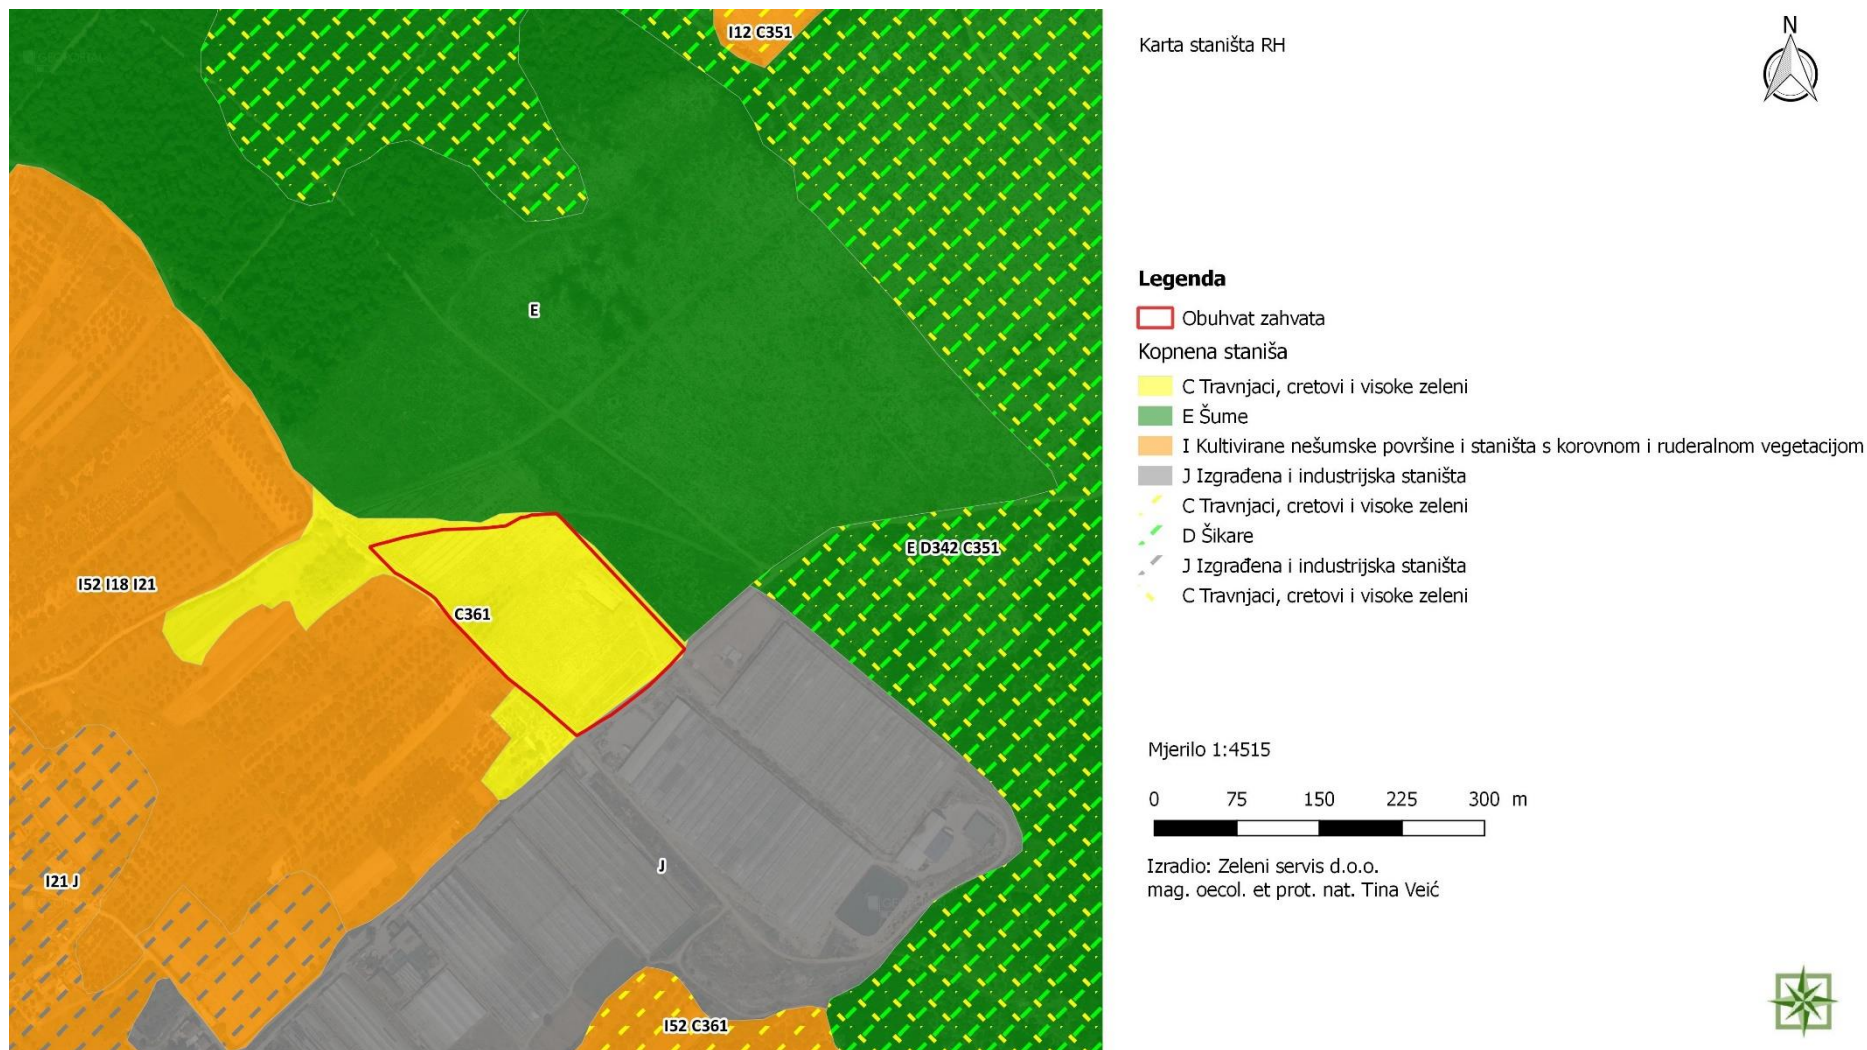 I12 C351
E
E D342 C351
I52 I18 I21
C361
J
I21 J
I52 C361
Karta staništa RH
N
Legenda
Obuhvat zahvata
Kopnena staniša
C Travnjaci, cretovi i visoke zeleni
E Šume
I Kultivirane nešumske površine i staništa s korovnom i ruderalnom vegetacijom
J Izgrađena i industrijska staništa
C Travnjaci, cretovi i visoke zeleni
D Šikare
J Izgrađena i industrijska staništa
C Travnjaci, cretovi i visoke zeleni
Mjerilo 1:4515
0 75 150 225 300 m
Izradio: Zeleni servis d.o.o.
mag. oecol. et prot. nat. Tina Veić